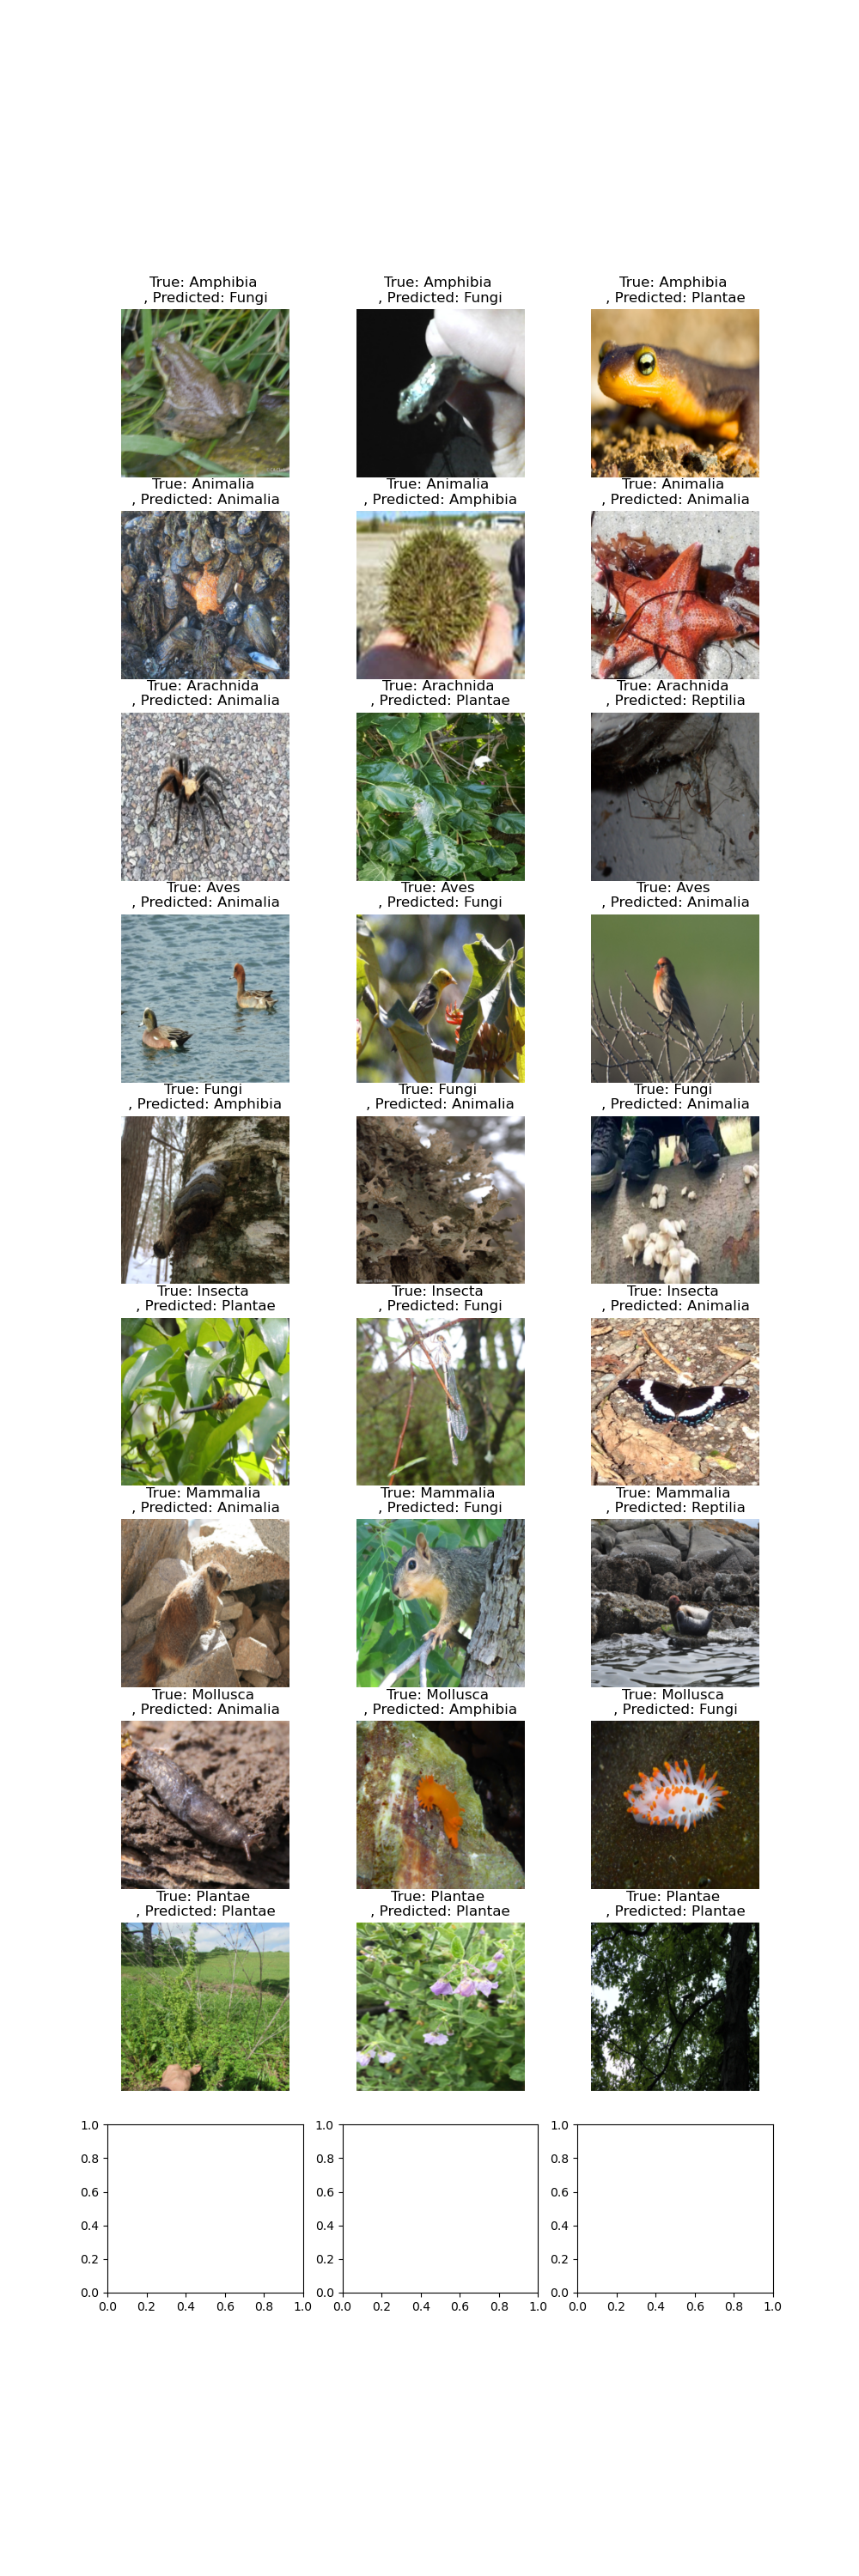 True: Amphibia
, Predicted: Fungi
True: Amphibia
, Predicted: Fungi
True: Amphibia
, Predicted: Plantae
True: Animalia
, Predicted: Animalia
True: Animalia
, Predicted: Amphibia
True: Animalia
, Predicted: Animalia
True: Arachnida
, Predicted: Animalia
True: Arachnida
, Predicted: Plantae
True: Arachnida
, Predicted: Reptilia
True: Aves
, Predicted: Animalia
True: Aves
, Predicted: Fungi
True: Aves
, Predicted: Animalia
True: Fungi
, Predicted: Amphibia
True: Fungi
, Predicted: Animalia
True: Fungi
, Predicted: Animalia
True: Insecta
, Predicted: Plantae
True: Insecta
, Predicted: Fungi
True: Insecta
, Predicted: Animalia
True: Mammalia
, Predicted: Animalia
True: Mammalia
, Predicted: Fungi
True: Mammalia
, Predicted: Reptilia
True: Mollusca
, Predicted: Animalia
True: Mollusca
, Predicted: Amphibia
True: Mollusca
, Predicted: Fungi
True: Plantae
, Predicted: Plantae
True: Plantae
, Predicted: Plantae
True: Plantae
, Predicted: Plantae
1.0
0.8
0.6
0.4
0.2
0.0
0.0 0.2 0.4 0.6 0.8 1.0
1.0
0.8
0.6
0.4
0.2
0.0
0.0 0.2 0.4 0.6 0.8 1.0
1.0
0.8
0.6
0.4
0.2
0.0
0.0 0.2 0.4 0.6 0.8 1.0